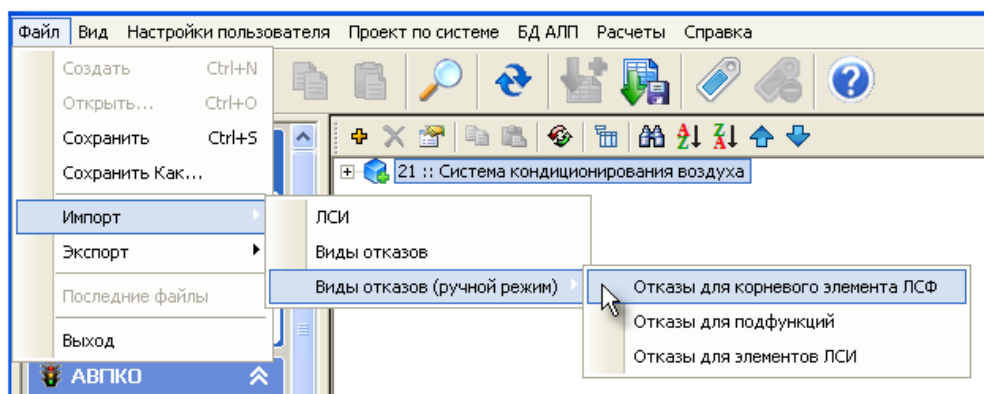 Файл Вид Настройки пользователя Проект по системе БД АЛП Расчеты Справка
Создать Ctrl+N
Открыть... Ctrl+O
Сохранить Ctrl+S
Сохранить Как...
21 :: Система кондиционирования воздуха
Импорт
Экспорт
Последние файлы
Выход
ЛСИ
Виды отказов
Виды отказов (ручной режим)
Отказы для корневого элемента ЛСФ
Отказы для подфункций
Отказы для элементов ЛСИ
АВПКО